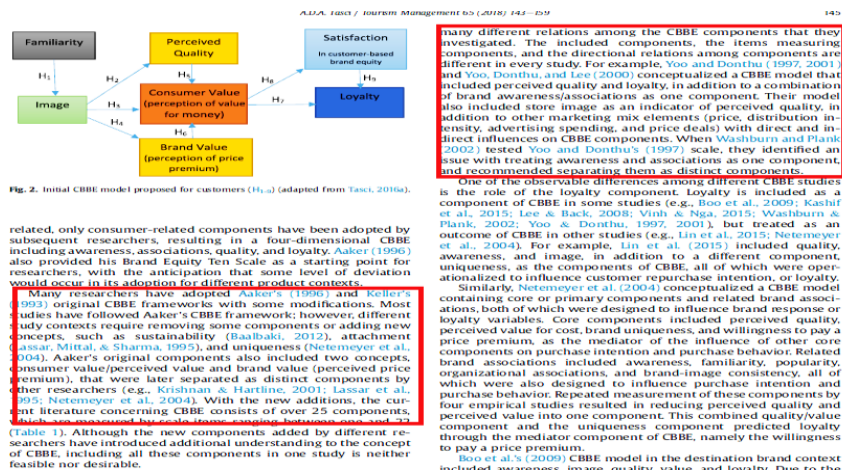 A.D.A. Tasci / Tourism Management 65 (2018) 143–159
145
Familiarity
Perceived
Quality
Satisfaction
in customer-based
brand equity
H1
H2
H5
H8
H9
Image
H3
Consumer Value
(perception of value
for money)
H7
Loyalty
H4
H6
Brand Value
(perception of price
premium)
Fig. 2. Initial CBBE model proposed for customers (H1-9) (adapted from Tasci, 2016a).
related, only consumer-related components have been adopted by
subsequent researchers, resulting in a four-dimensional CBBE
including awareness, associations, quality, and loyalty. Aaker (1996)
also provided his Brand Equity Ten Scale as a starting point for
researchers, with the anticipation that some level of deviation
would occur in its adoption for different product contexts.
Many researchers have adopted Aaker's (1996) and Keller's
(1993) original CBBE frameworks with some modifications. Most
studies have followed Aaker's CBBE framework; however, different
study contexts require removing some components or adding new
concepts, such as sustainability (Baalbaki, 2012), attachment
(Lassar, Mittal, & Sharma, 1995), and uniqueness (Netemeyer et al.,
2004). Aaker's original components also included two concepts,
consumer value/perceived value and brand value (perceived price
premium), that were later separated as distinct components by
other researchers (e.g., Krishnan & Hartline, 2001; Lassar et al.,
1995; Netemeyer et al., 2004). With the new additions, the cur-
rent literature concerning CBBE consists of over 25 components,
which are measured by scale items ranging between one and 22
(Table 1). Although the new components added by different re-
searchers have introduced additional understanding to the concept
of CBBE, including all these components in one study is neither
feasible nor desirable.
many different relations among the CBBE components that they
investigated. The included components, the items measuring
components, and the directional relations among components are
different in every study. For example, Yoo and Donthu (1997, 2001)
and Yoo, Donthu, and Lee (2000) conceptualized a CBBE model that
included perceived quality and loyalty, in addition to a combination
of brand awareness/associations as one component. Their model
also included store image as an indicator of perceived quality, in
addition to other marketing mix elements (price, distribution in-
tensity, advertising spending, and price deals) with direct and in-
direct influences on CBBE components. When Washburn and Plank
(2002) tested Yoo and Donthu's (1997) scale, they identified an
issue with treating awareness and associations as one component,
and recommended separating them as distinct components.
One of the observable differences among different CBBE studies
is the role of the loyalty component. Loyalty is included as a
component of CBBE in some studies (e.g., Boo et al., 2009; Kashif
et al., 2015; Lee & Back, 2008; Vinh & Nga, 2015; Washburn &
Plank, 2002; Yoo & Donthu, 1997, 2001), but treated as an
outcome of CBBE in other studies (e.g., Lin et al., 2015; Netemeyer
et al., 2004). For example, Lin et al. (2015) included quality,
awareness, and image, in addition to a different component,
uniqueness, as the components of CBBE, all of which were oper-
ationalized to influence customer repurchase intention, or loyalty.
Similarly, Netemeyer et al. (2004) conceptualized a CBBE model
containing core or primary components and related brand associ-
ations, both of which were designed to influence brand response or
loyalty variables. Core components included perceived quality,
perceived value for cost, brand uniqueness, and willingness to pay a
price premium, as the mediator of the influence of other core
components on purchase intention and purchase behavior. Related
brand associations included awareness, familiarity, popularity,
organizational associations, and brand-image consistency, all of
which were also designed to influence purchase intention and
purchase behavior. Repeated measurement of these components by
four empirical studies resulted in reducing perceived quality and
perceived value into one component. This combined quality/value
component and the uniqueness component predicted loyalty
through the mediator component of CBBE, namely the willingness
to pay a price premium.
Boo et al.'s (2009) CBBE model in the destination brand context
included awareness, image, quality, value, and loyalty. Due to the